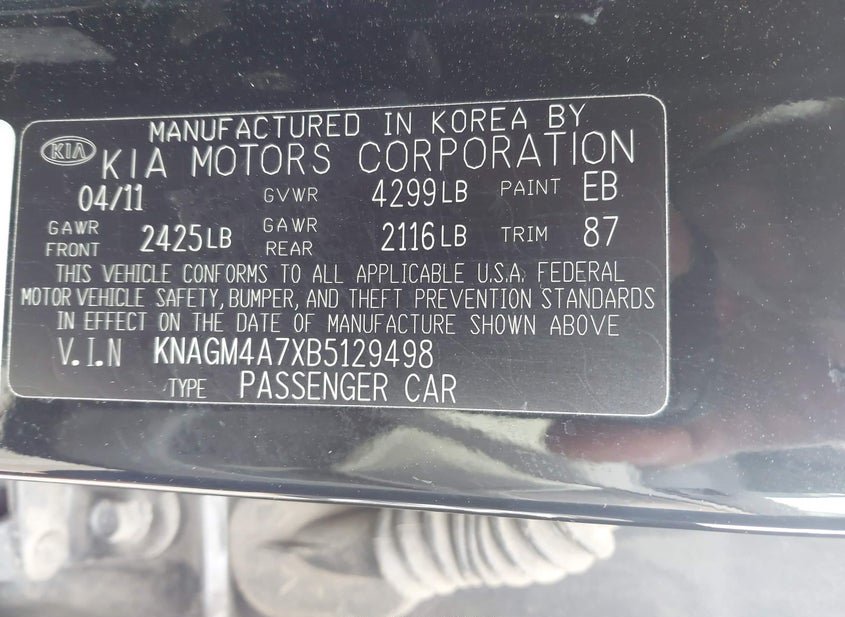 MANUFACTURED IN KOREA BY
KIA KIA MOTORS CORPORATION
04/11 GVWR 4299LB PAINT EB
GAWR FRONT 2425LB GAWR REAR 2116LB TRIM 87
THIS VEHICLE CONFORMS TO ALL APPLICABLE U.S.A. FEDERAL
MOTOR VEHICLE SAFETY, BUMPER, AND THEFT PREVENTION STANDARDS
IN EFFECT ON THE DATE OF MANUFACTURE SHOWN ABOVE
V.I.N KNAGM4A7XB5129498
TYPE PASSENGER CAR